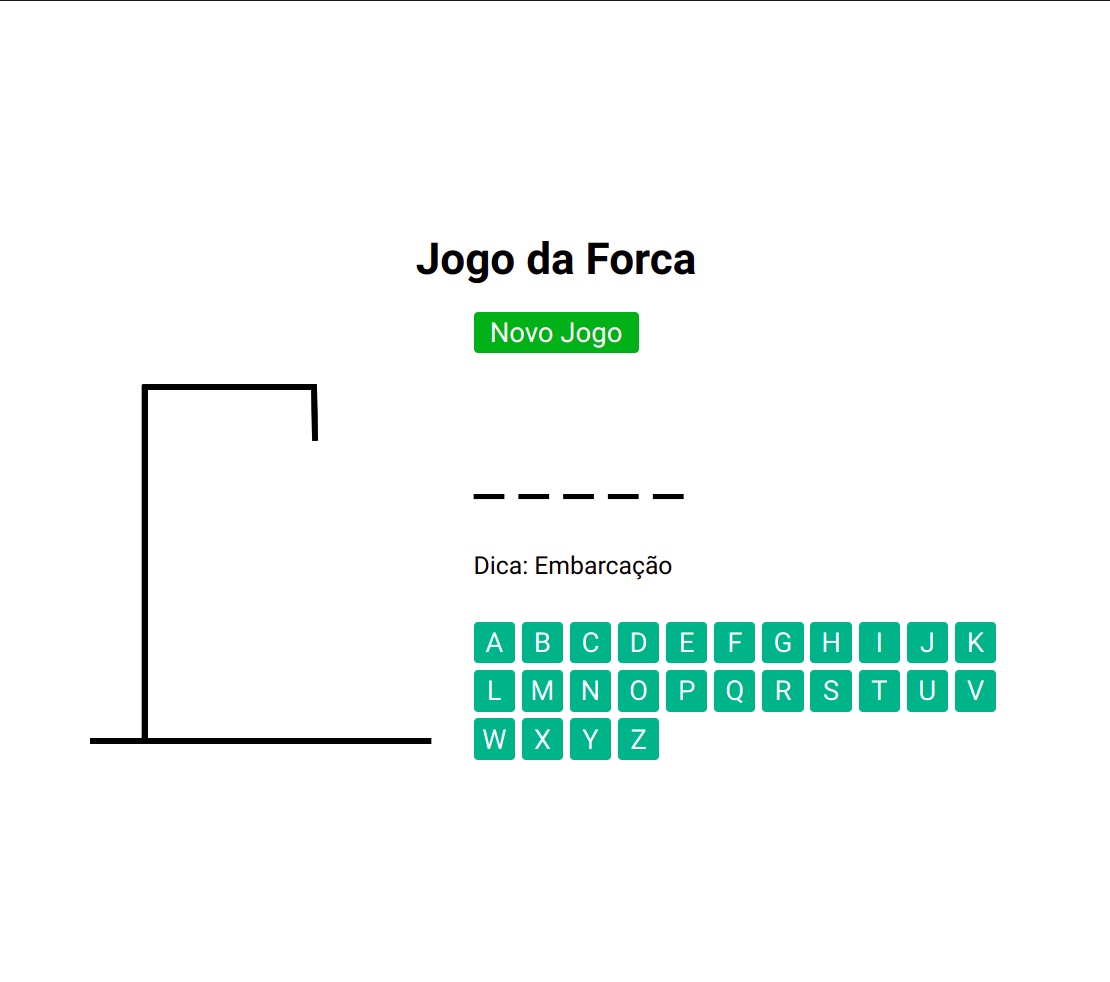 Jogo da Forca
Novo Jogo
_ _ _ _ _
Dica: Embarcação
A B C D E F G H I J K
L M N O P Q R S T U V
W X Y Z